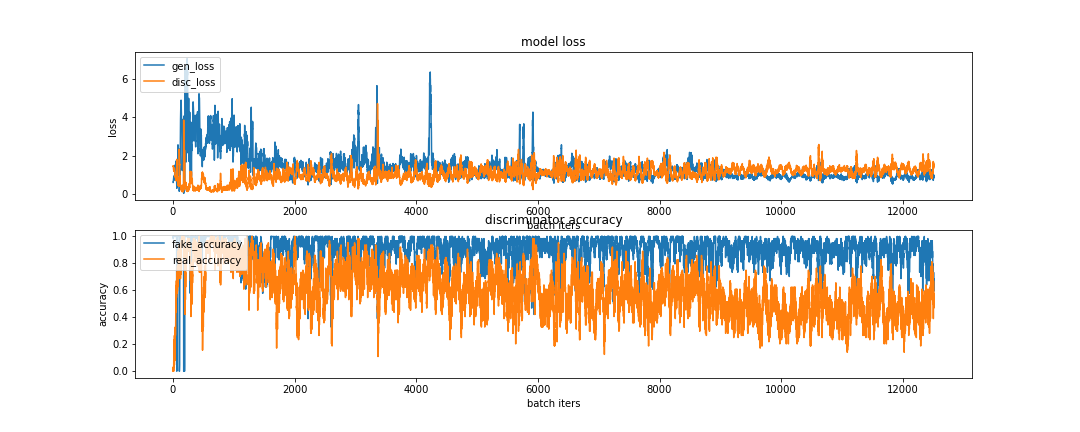 model loss
gen_loss
disc_loss
loss
6
4
2
0
0 2000 4000 6000 8000 10000 12000
batch iters
discriminator accuracy
fake_accuracy
real_accuracy
accuracy
1.0
0.8
0.6
0.4
0.2
0.0
0 2000 4000 6000 8000 10000 12000
batch iters